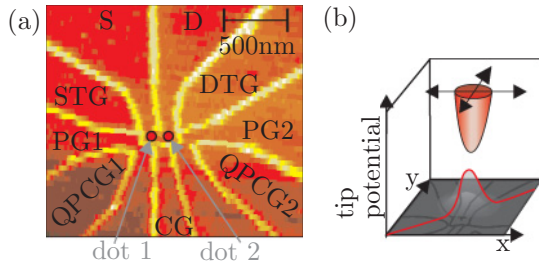 (a)
S
D
500nm
STG
DTG
PG1
PG2
QPCG1
QPCG2
CG
dot 1
dot 2
(b)
tip
potential
y
x